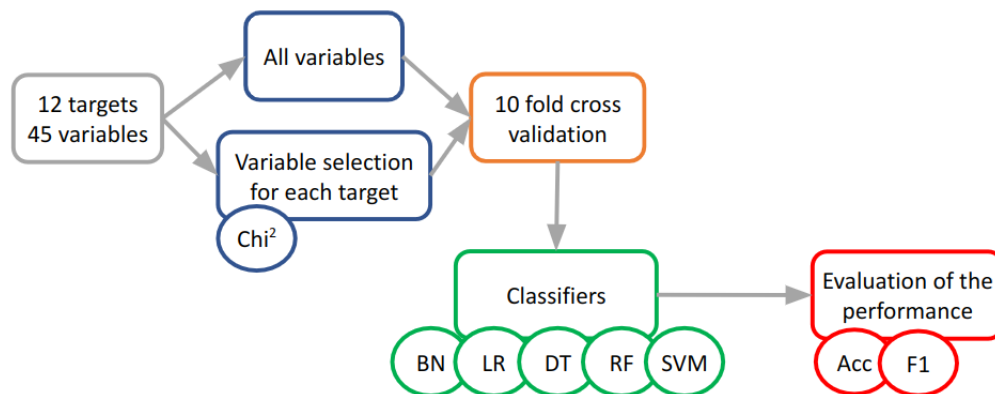 12 targets
45 variables
All variables
Variable selection
for each target
Chi²
10 fold cross
validation
Classifiers
BN
LR
DT
RF
SVM
Evaluation of the
performance
Acc
F1